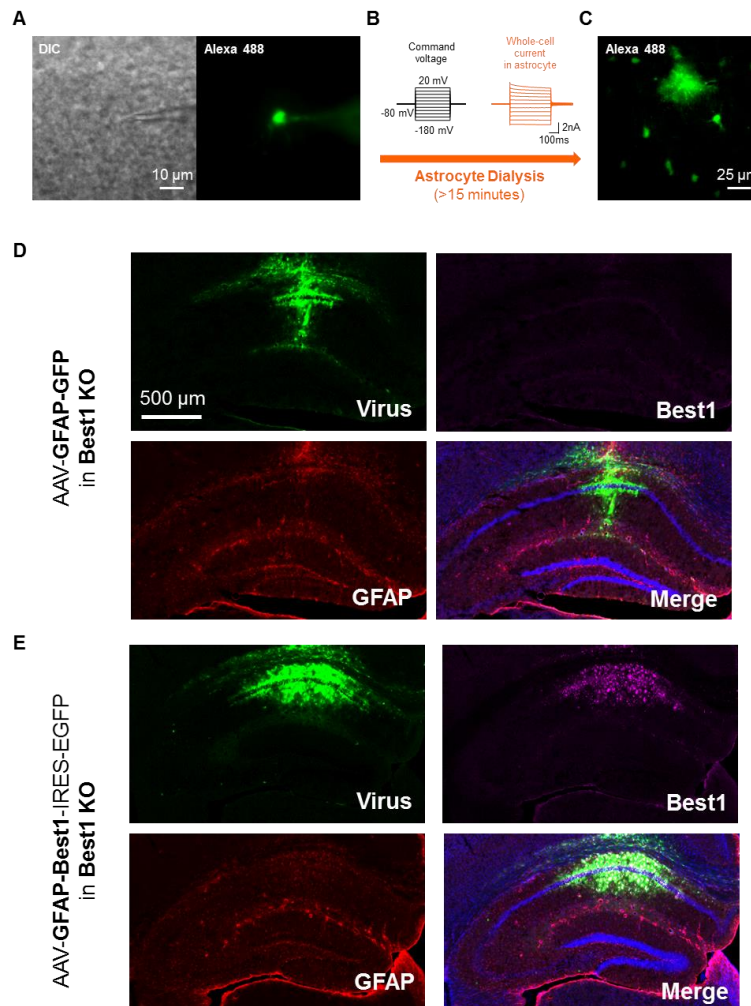 A
DIC
10 µm
Alexa 488
B
Command
voltage
20 mV
-80 mV
-180 mV
Whole-cell
current
in astrocyte
2nA
100ms
Astrocyte Dialysis
(>15 minutes)
C
Alexa 488
25 µm
D
AAV-GFAP-GFP
in Best1 KO
500 µm
Virus
Best1
GFAP
Merge
E
AAV-GFAP-Best1-IRES-EGFP
in Best1 KO
Virus
Best1
GFAP
Merge